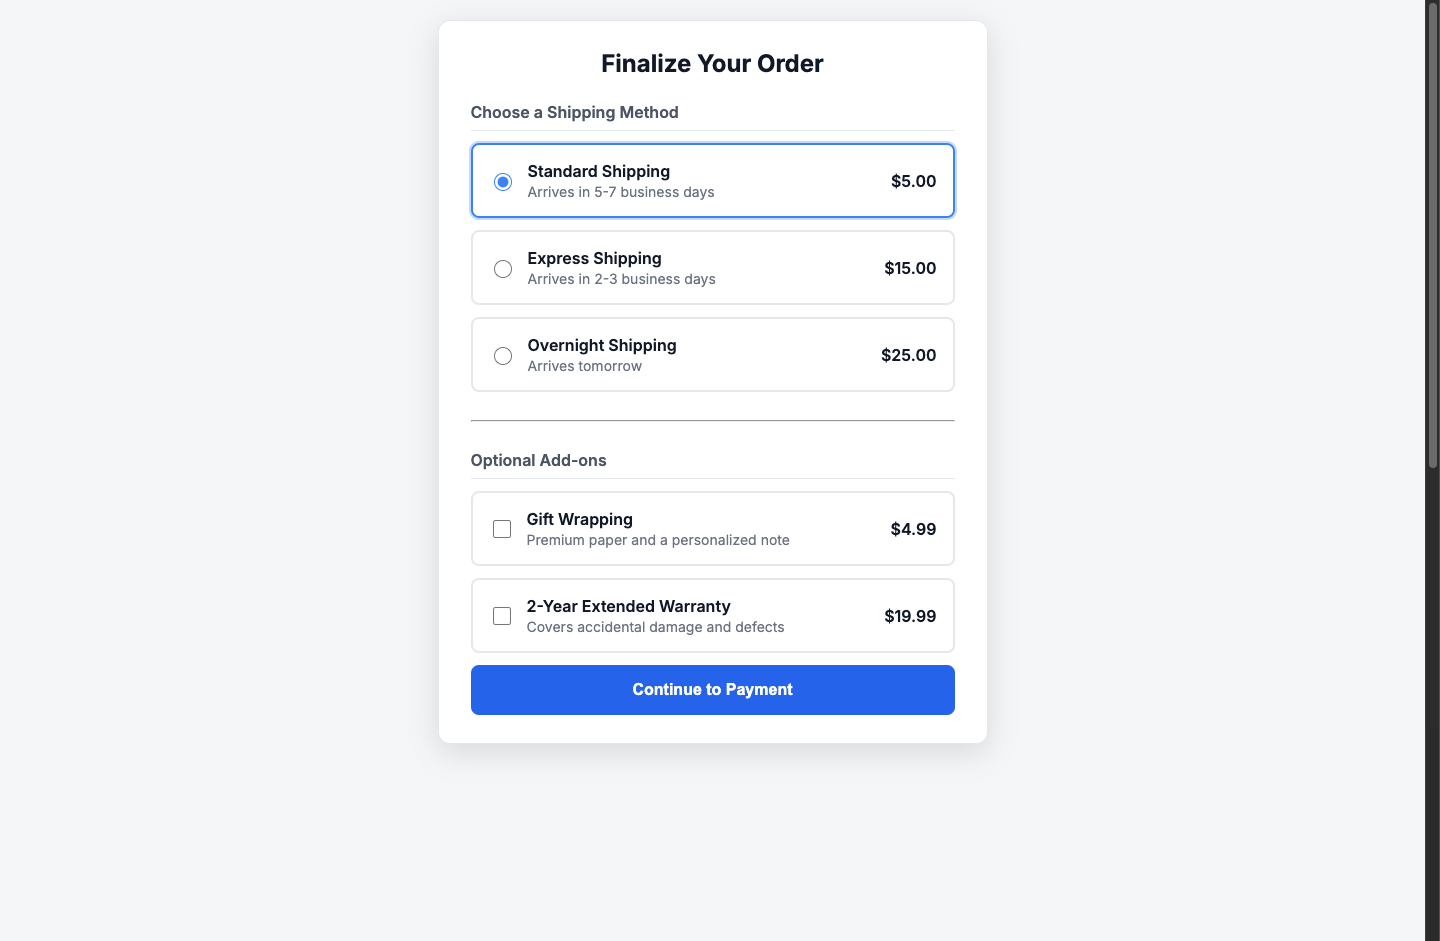 Finalize Your Order
Choose a Shipping Method
Standard Shipping
Arrives in 5-7 business days
$5.00
Express Shipping
Arrives in 2-3 business days
$15.00
Overnight Shipping
Arrives tomorrow
$25.00
Optional Add-ons
Gift Wrapping
Premium paper and a personalized note
$4.99
2-Year Extended Warranty
Covers accidental damage and defects
$19.99
Continue to Payment